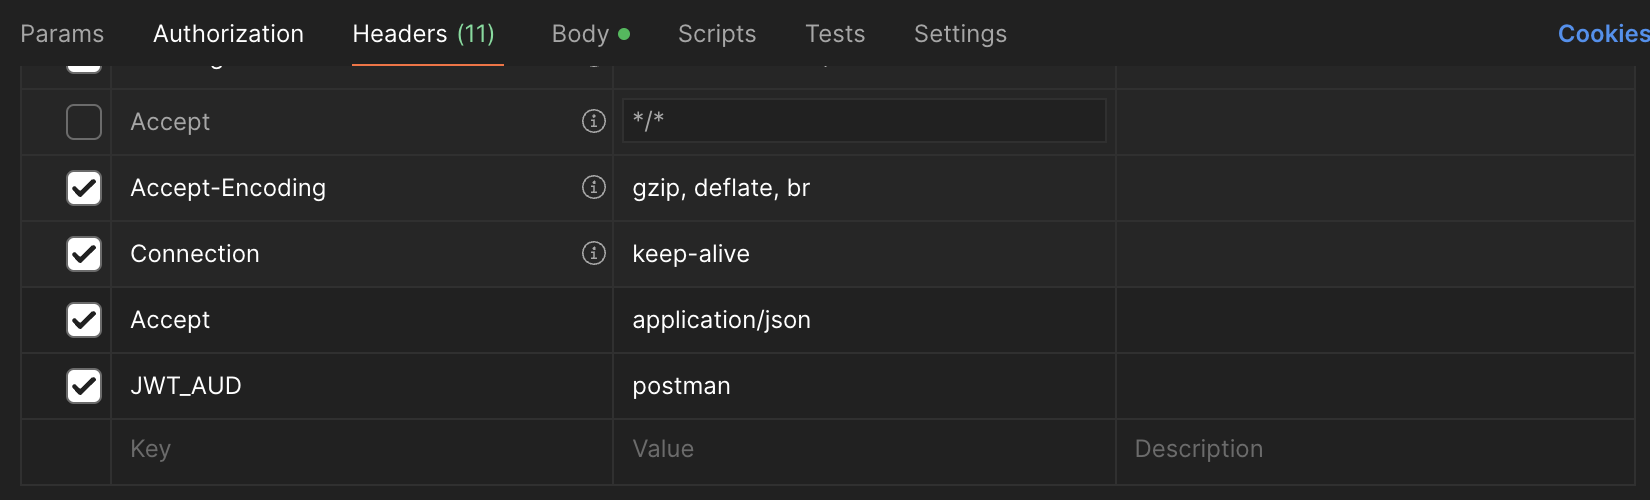 Params Authorization Headers (11) Body Scripts Tests Settings Cookies
Accept */*
Accept-Encoding gzip, deflate, br
Connection keep-alive
Accept application/json
JWT_AUD postman
Key Value Description